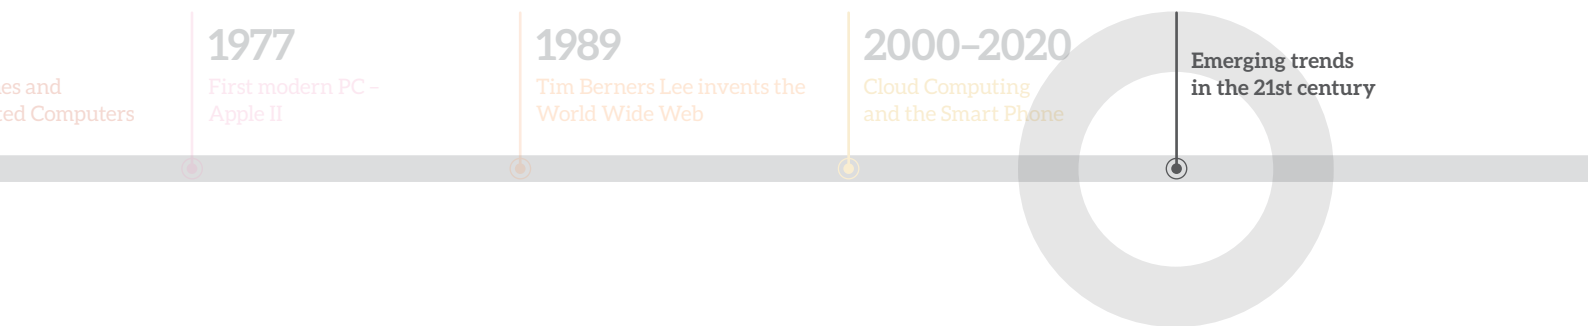 and
Computers
1977
First modern PC –
Apple II
1989
Tim Berners Lee invents the
World Wide Web
2000–2020
Cloud Computing
and the Smart Phone
Emerging trends
in the 21st century